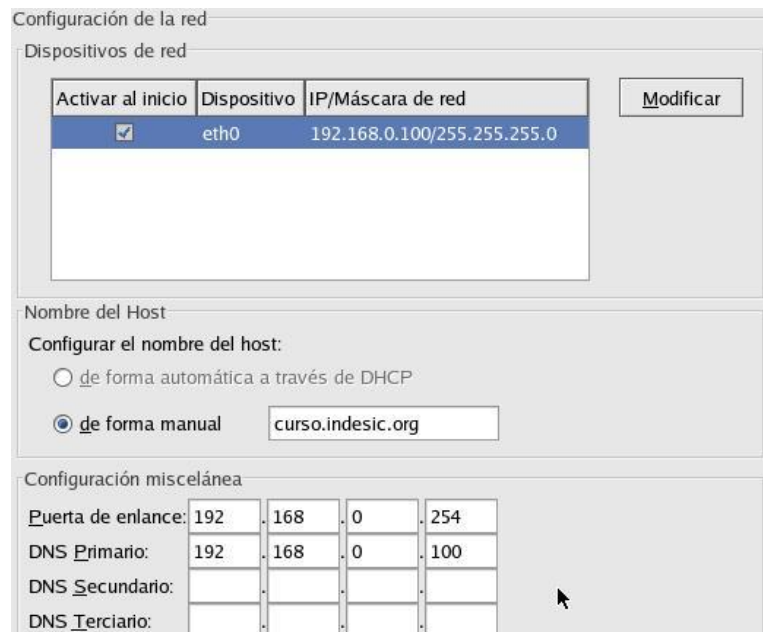 Configuración de la red
Dispositivos de red
Activar al inicio Dispositivo IP/Máscara de red
Modificar
eth0 192.168.0.100/255.255.255.0
Nombre del Host
Configurar el nombre del host:
de forma automática a través de DHCP
de forma manual curso.indesic.org
Configuración miscelánea
Puerta de enlance: 192 . 168 . 0 . 254
DNS Primario: 192 . 168 . 0 . 100
DNS Secundario: . . .
DNS Terciario: . . .